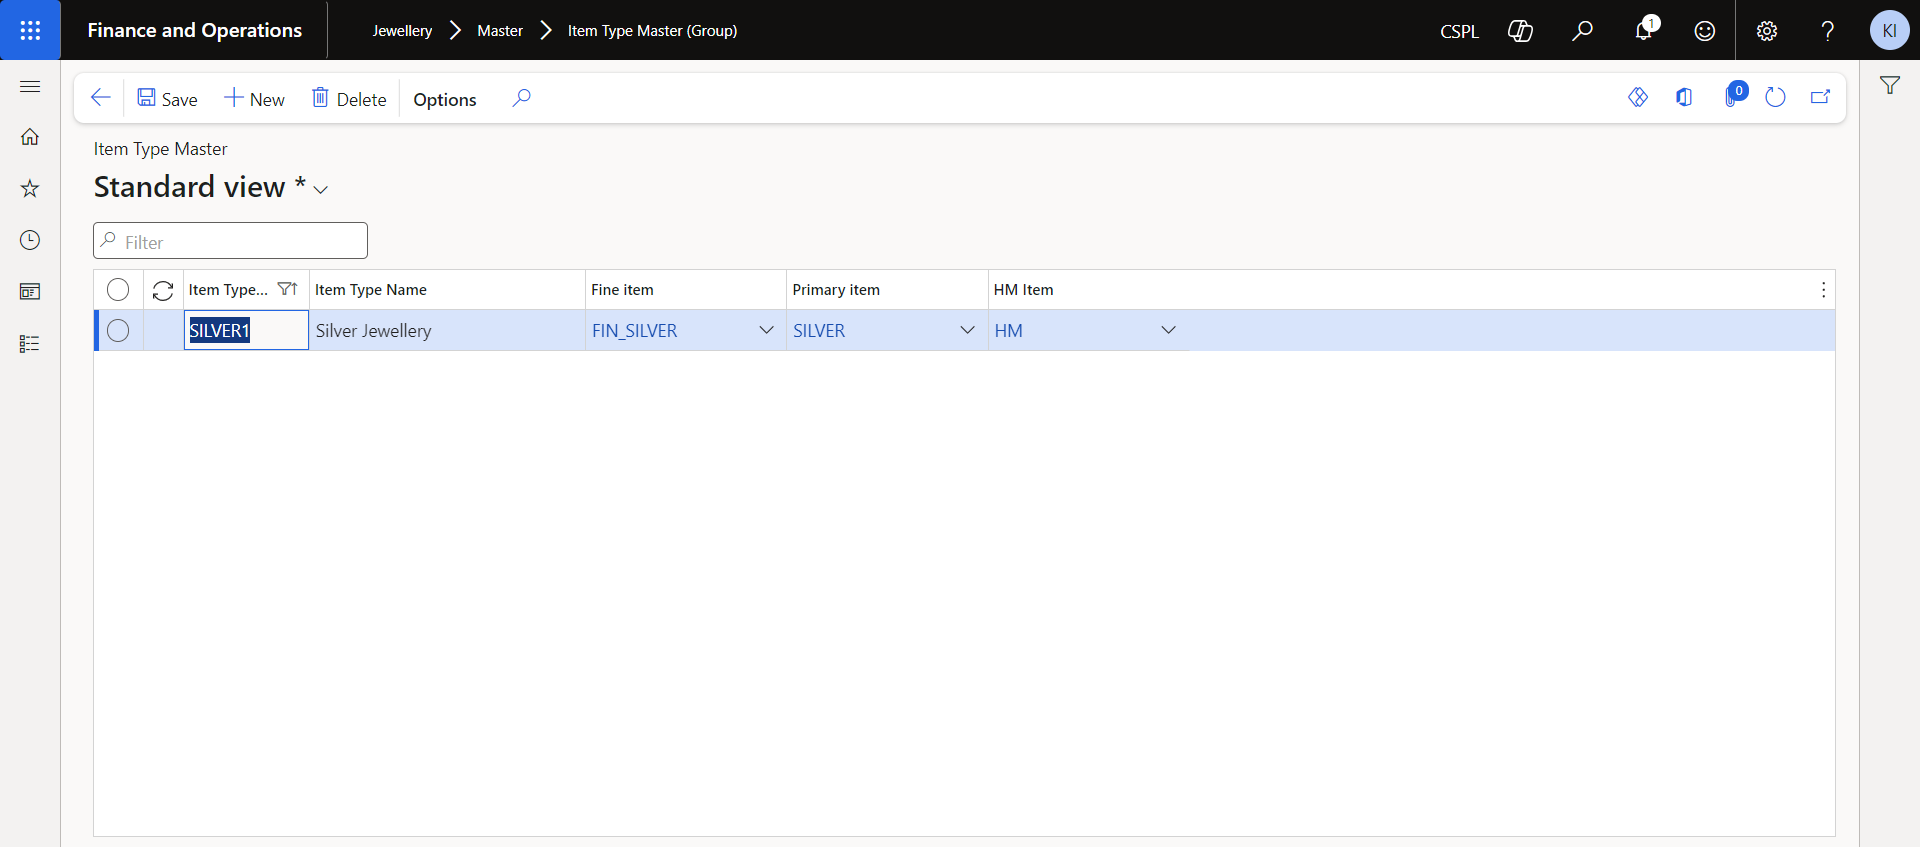 Finance and Operations
Jewellery Master Item Type Master (Group)
CSPL
1
KI
Save New Delete Options
0
Item Type Master
Standard view *
Filter
Item Type... Item Type Name Fine item Primary item HM Item
SILVER1 Silver Jewellery FIN_SILVER SILVER HM